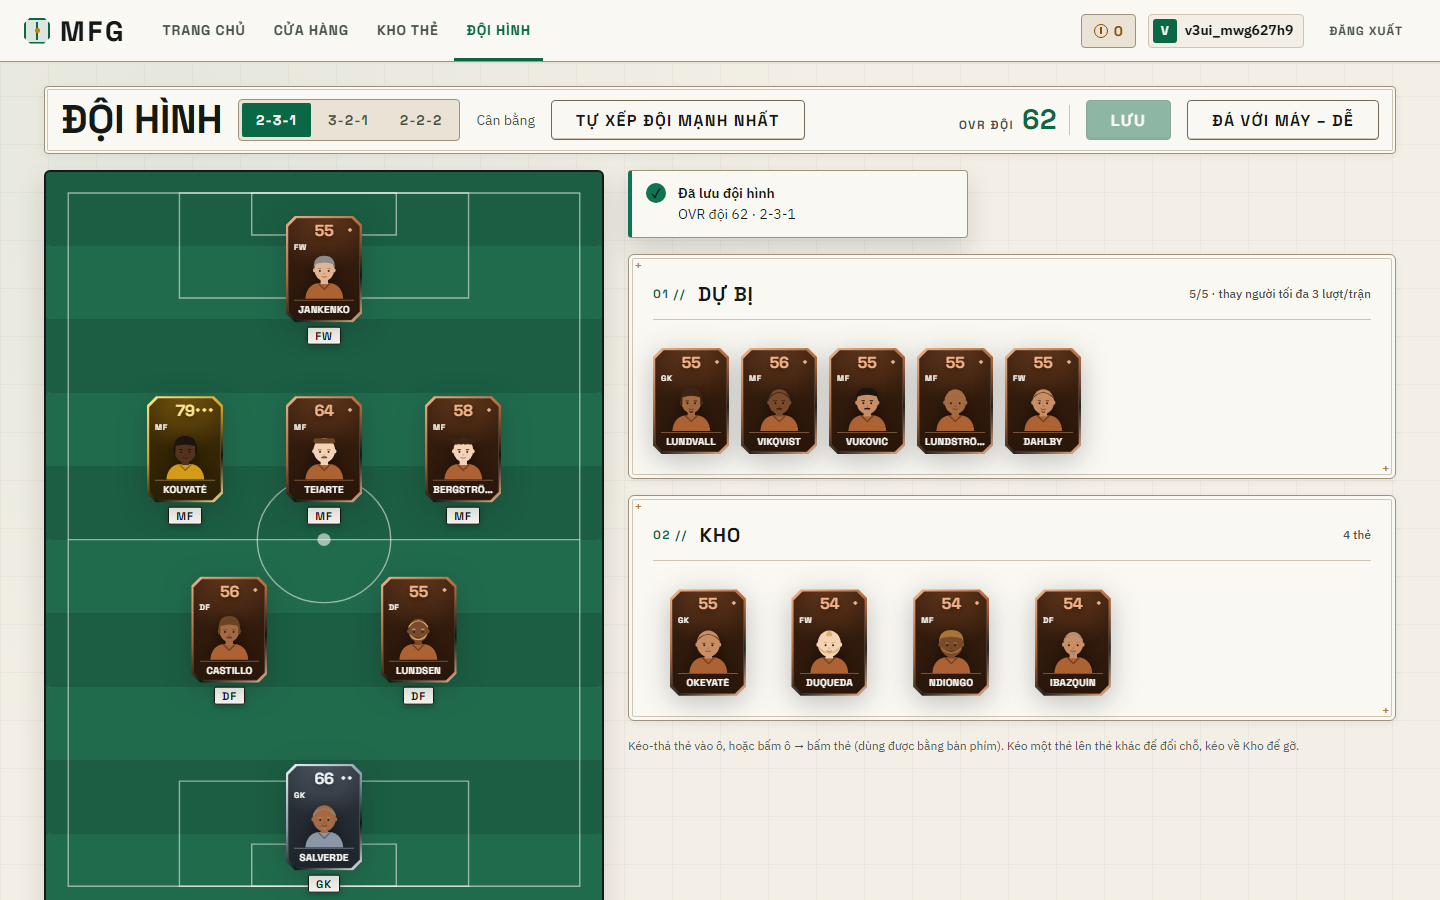 MFG TRANG CHỦ CỬA HÀNG KHO THẺ ĐỘI HÌNH 0 V v3ui_mwg627h9 ĐĂNG XUẤT
ĐỘI HÌNH 2-3-1 3-2-1 2-2-2 Cân bằng TỰ XẾP ĐỘI MẠNH NHẤT OVR ĐỘI 62 LƯU ĐÁ VỚI MÁY – DỄ
55
FW
JANKENKO
FW
79
MF
KOUYATÉ
MF
64
MF
TEIARTE
MF
58
MF
BERGSTRÖ...
MF
56
DF
CASTILLO
DF
55
DF
LUNDSEN
DF
66
GK
SALVERDE
GK
Đã lưu đội hình
OVR đội 62 · 2-3-1
01 // DỰ BỊ 5/5 · thay người tối đa 3 lượt/trận
55
GK
LUNDVALL
56
MF
VIKQVIST
55
MF
VUKOVIĆ
55
MF
LUNDSTRÖ...
55
FW
DAHLBY
02 // KHO 4 thẻ
55
GK
OKEYATÉ
54
FW
DUQUEDA
54
MF
NDIONGO
54
DF
IBAZQUÍN
Kéo-thả thẻ vào ô, hoặc bấm ô → bấm thẻ (dùng được bằng bàn phím). Kéo một thẻ lên thẻ khác để đổi chỗ, kéo về Kho để gỡ.